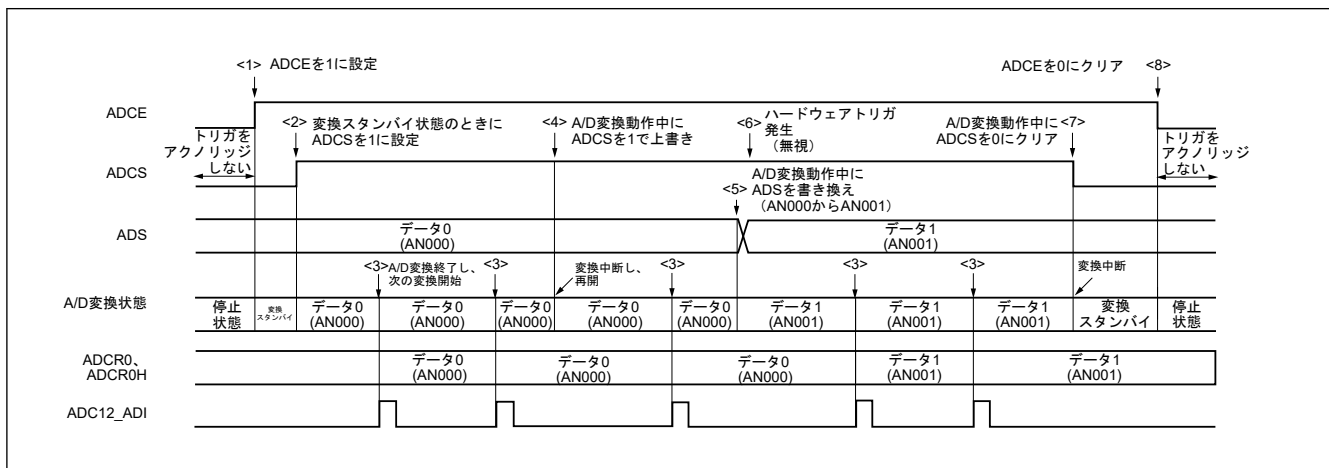 <1> ADCEを1に設定
ADCEを0にクリア <8>
ADCE
トリガを
アクノリッジ
しない
<2> 変換スタンバイ状態のときに
ADCSを1に設定
<4> A/D変換動作中に
ADCSを1で上書き
<6> ハードウェアトリガ
発生
(無視)
A/D変換動作中に <7>
ADCSを0にクリア
トリガを
アクノリッジ
しない
ADCS
<5> A/D変換動作中に
ADSを書き換え
(AN000からAN001)
ADS
データ0
(AN000)
データ1
(AN001)
<3> A/D変換終了し、
次の変換開始
<3>
変換中断し、
再開
<3>
<3>
<3>
変換中断
A/D変換状態
停止
状態
変換
スタンバイ
データ0
(AN000)
データ0
(AN000)
データ0
(AN000)
データ0
(AN000)
データ0
(AN000)
データ1
(AN001)
データ1
(AN001)
データ1
(AN001)
変換
スタンバイ
停止
状態
ADCR0、
ADCR0H
データ0
(AN000)
データ0
(AN000)
データ0
(AN000)
データ1
(AN001)
データ1
(AN001)
ADC12_ADI